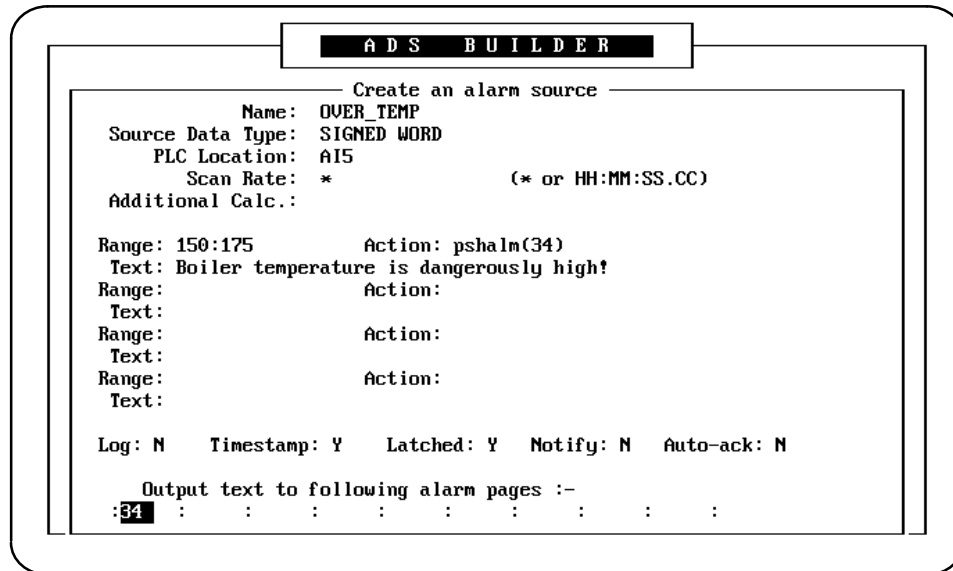 ADS BUILDER
Create an alarm source
Name: OVER_TEMP
Source Data Type: SIGNED WORD
PLC Location: AI5
Scan Rate: * (* or HH:MM:SS.CC)
Additional Calc.:
Range: 150:175 Action: pshalm(34)
Text: Boiler temperature is dangerously high!
Range: Action:
Text:
Range: Action:
Text:
Range: Action:
Text:
Log: N Timestamp: Y Latched: Y Notify: N Auto-ack: N
Output text to following alarm pages :-
:34 : : : : : : : : :